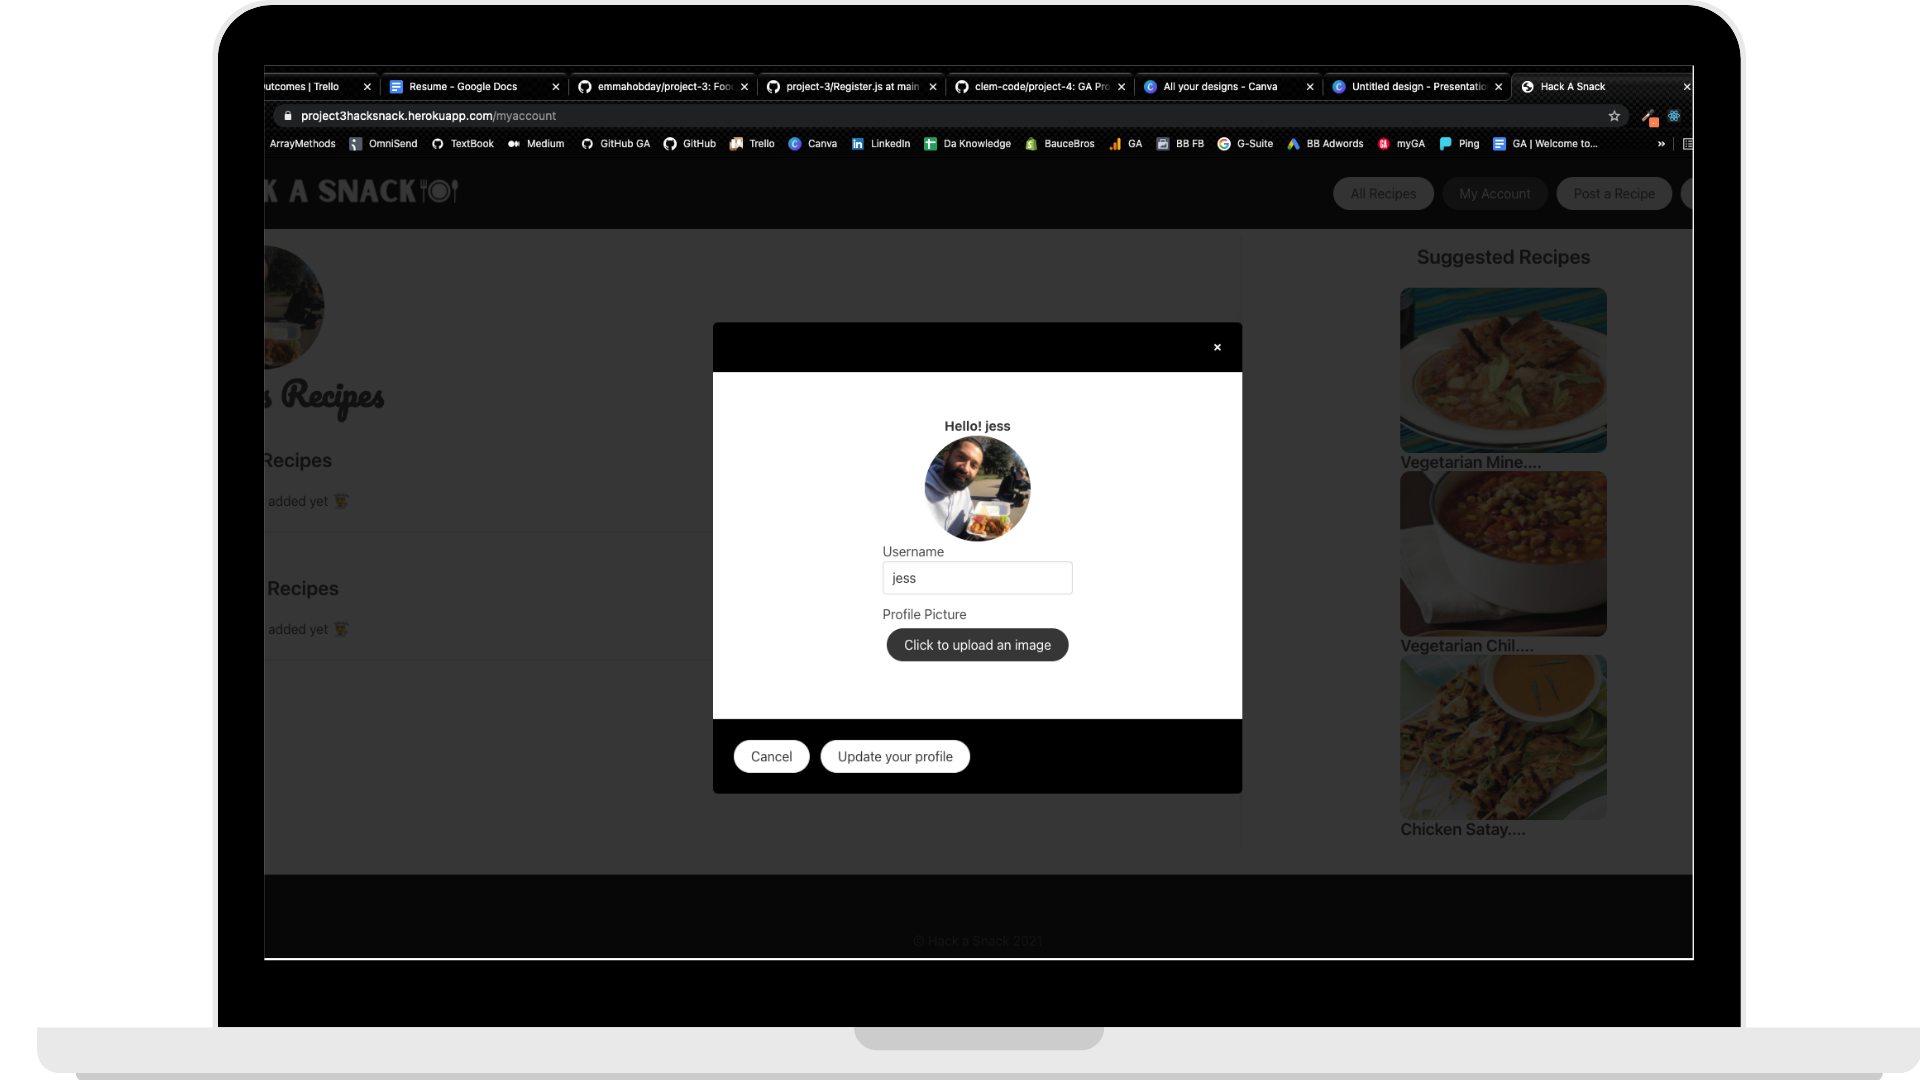 utcomes | Trello
Resume - Google Docs
emmahobday/project-3: Foo
project-3/Register.js at main
clem-code/project-4: GA Pro
All your designs - Canva
Untitled design - Presentatio
Hack A Snack
project3hacksnack.herokuapp.com/myaccount
ArrayMethods OmniSend TextBook Medium GitHub GA GitHub Trello Canva LinkedIn Da Knowledge BauceBros GA BB FB G-Suite BB Adwords myGA Ping GA | Welcome to... »
K A SNACK
All Recipes
My Account
Post a Recipe
s Recipes
Recipes
added yet
Recipes
added yet
Hello! jess
Username
jess
Profile Picture
Click to upload an image
Cancel
Update your profile
Suggested Recipes
Vegetarian Mine....
Vegetarian Chil....
Chicken Satay....
© Hack a Snack 2021